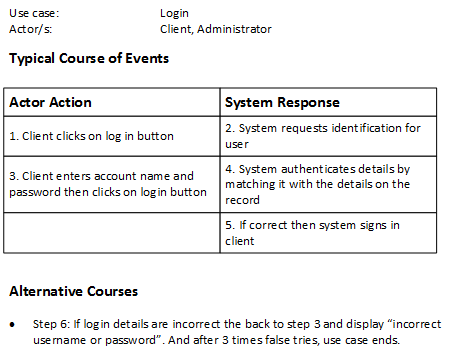 Use case: Login
Actor/s: Client, Administrator
Typical Course of Events
Actor Action System Response
1. Client clicks on log in button
2. System requests identification for
user
3. Client enters account name and
password then clicks on login button
4. System authenticates details by
matching it with the details on the
record
5. If correct then system signs in
client
Alternative Courses
• Step 6: If login details are incorrect the back to step 3 and display “incorrect
username or password”. And after 3 times false tries, use case ends.